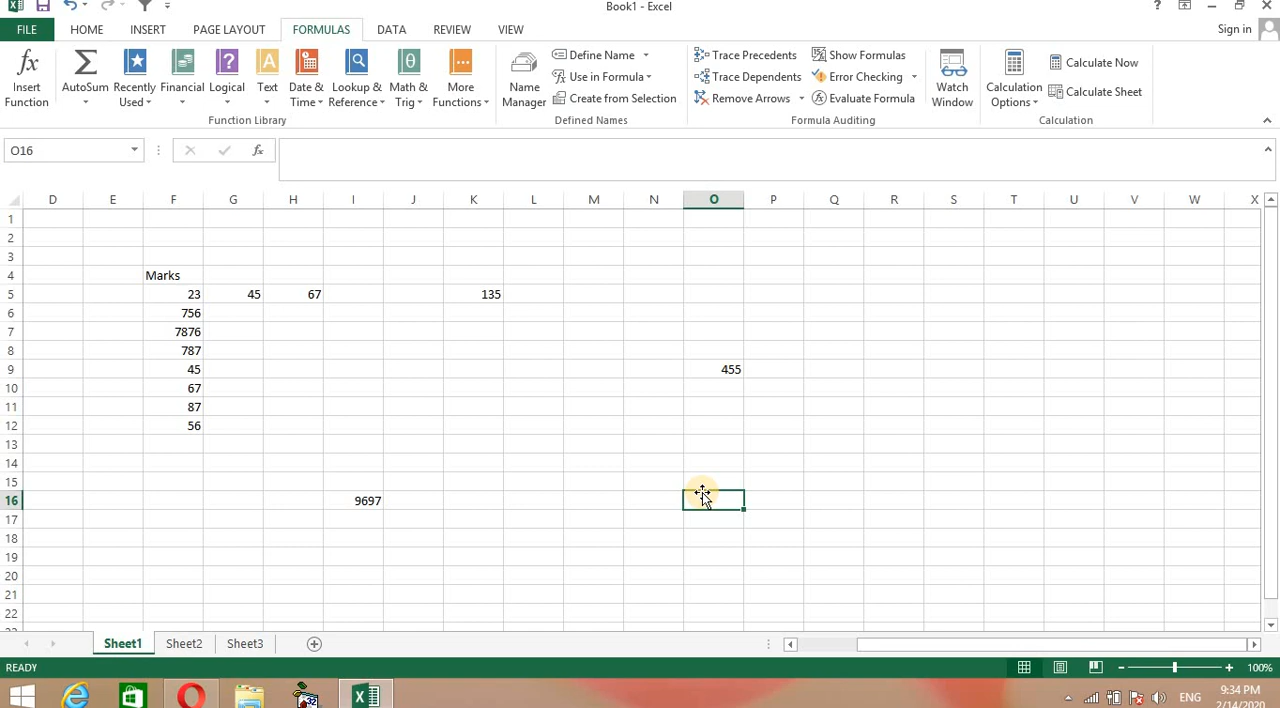 Book1 - Excel
FILE HOME INSERT PAGE LAYOUT FORMULAS DATA REVIEW VIEW Sign in
Insert Function
AutoSum
Recently Used
Financial
Logical
Text
Date & Time
Lookup & Reference
Math & Trig
More Functions
Function Library
Name Manager
Define Name
Use in Formula
Create from Selection
Defined Names
Trace Precedents
Trace Dependents
Remove Arrows
Show Formulas
Error Checking
Evaluate Formula
Formula Auditing
Watch Window
Calculation Options
Calculate Now
Calculate Sheet
Calculation
O16 fx
D E F G H I J K L M N O P Q R S T U V W X
1
2
3
4 Marks
5 23 45 67 135
6 756
7 7876
8 787
9 45 455
10 67
11 87
12 56
13
14
15
16 9697
17
18
19
20
21
22
Sheet1 Sheet2 Sheet3
READY 100%
ENG 9:34 PM
2/14/2020